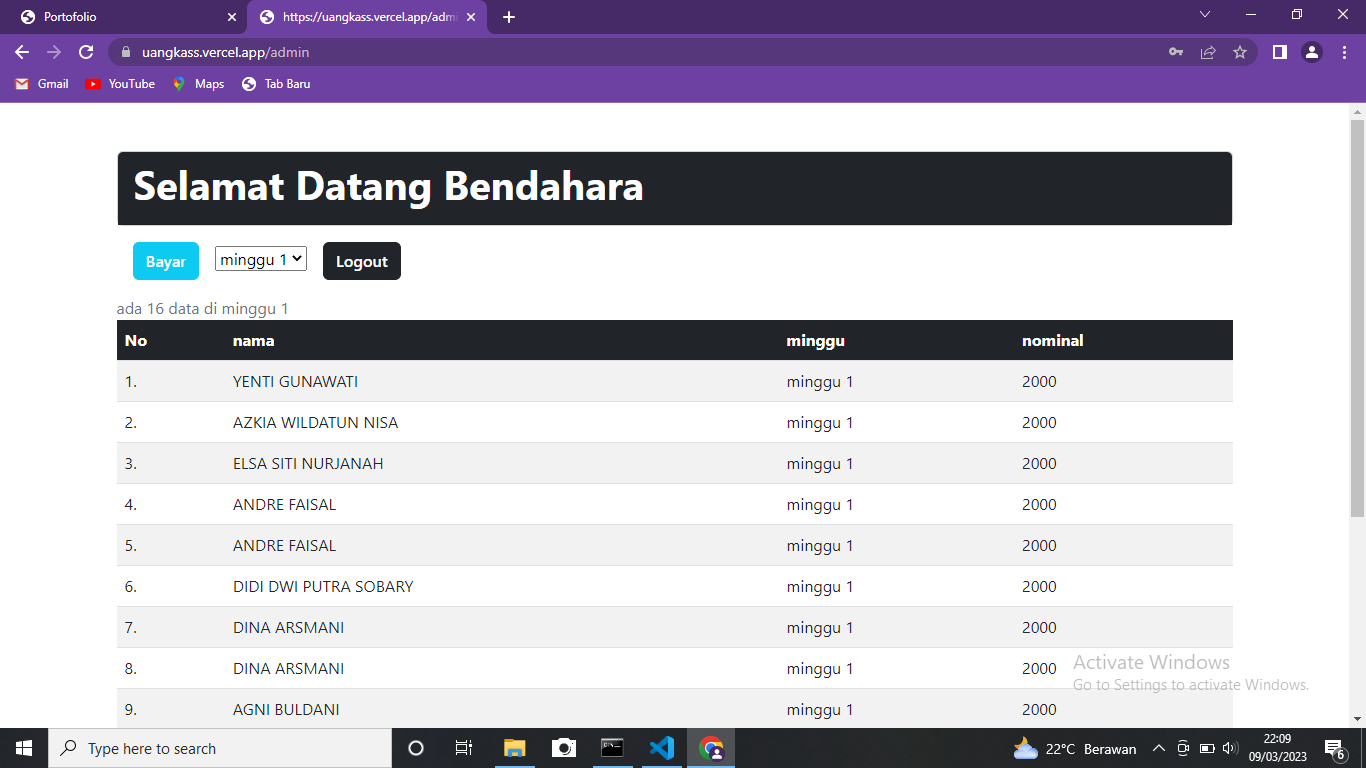 Portofolio
https://uangkass.vercel.app/adm
uangkass.vercel.app/admin
Gmail YouTube Maps Tab Baru
Selamat Datang Bendahara
Bayar minggu 1 Logout
ada 16 data di minggu 1
No nama minggu nominal
1. YENTI GUNAWATI minggu 1 2000
2. AZKIA WILDATUN NISA minggu 1 2000
3. ELSA SITI NURJANAH minggu 1 2000
4. ANDRE FAISAL minggu 1 2000
5. ANDRE FAISAL minggu 1 2000
6. DIDI DWI PUTRA SOBARY minggu 1 2000
7. DINA ARSMANI minggu 1 2000
8. DINA ARSMANI minggu 1 2000
9. AGNI BULDANI minggu 1 2000
Activate Windows
Go to Settings to activate Windows.
Type here to search
22°C Berawan
22:09
09/03/2023
6